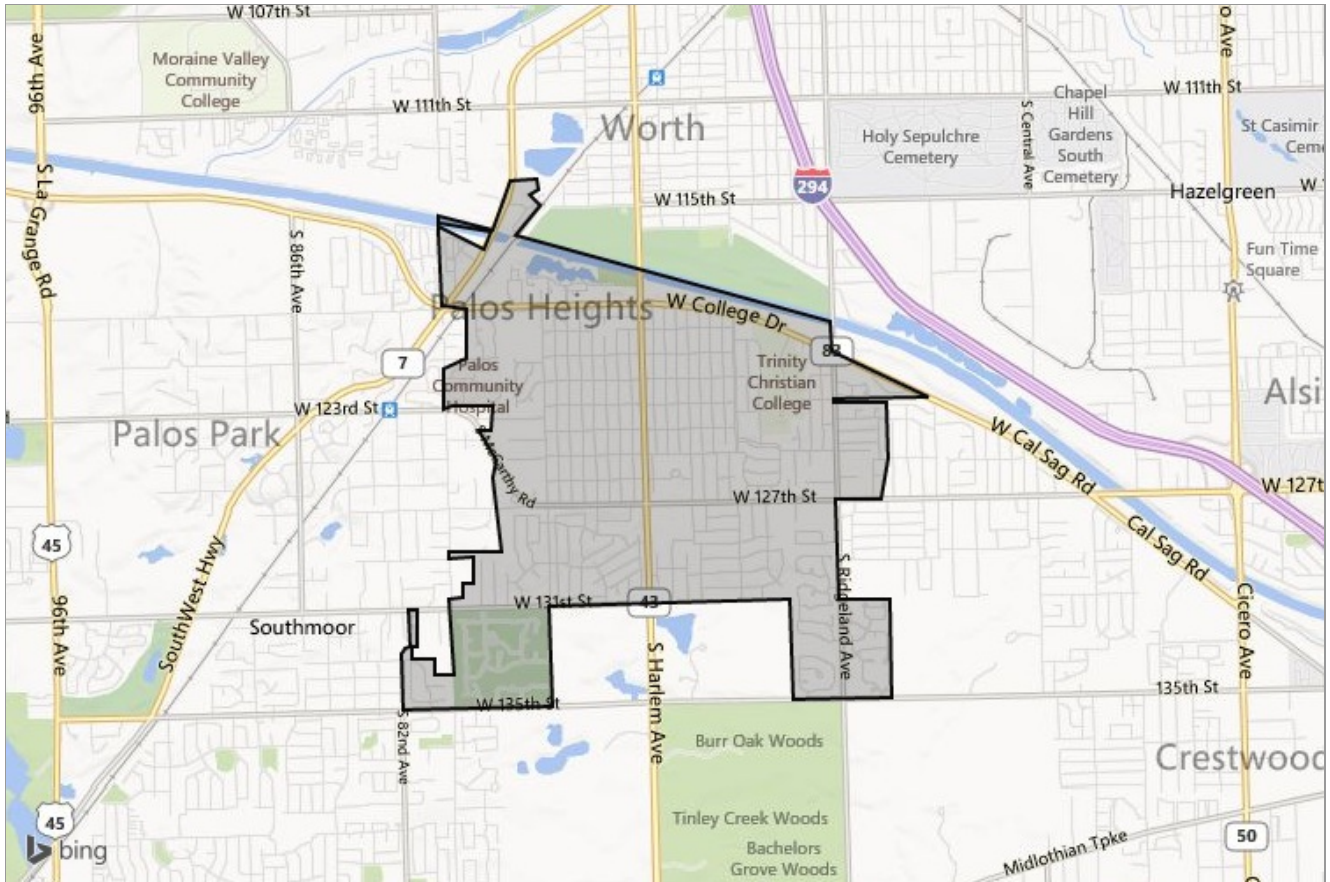 W 107th St
96th Ave
Moraine Valley
Community
College
W 111th St
W 111th St
Worth
S Central Ave
Chapel
Hill
Gardens
South
Cemetery
Holy Sepulchre
Cemetery
St Casimir
S La Grange Rd
294
W 115th St
Hazelgreen
S 86th Ave
Fun Time
Square
Palos Heights
W College Dr
83
7
Palos
Community
Hospital
Trinity
Christian
College
W 123rd St
Palos Park
McCarthy Rd
W Cal Sag Rd
W 127th St
Cal Sag Rd
45
SouthWest Hwy
S Ridgeland Ave
Cicero Ave
W 131st St
43
Southmoor
96th Ave
S Harlem Ave
W 135th St
135th St
S 82nd Ave
Burr Oak Woods
Crestwood
Tinley Creek Woods
Bachelors
Grove Woods
Midlothian Tpke
45
50
bing